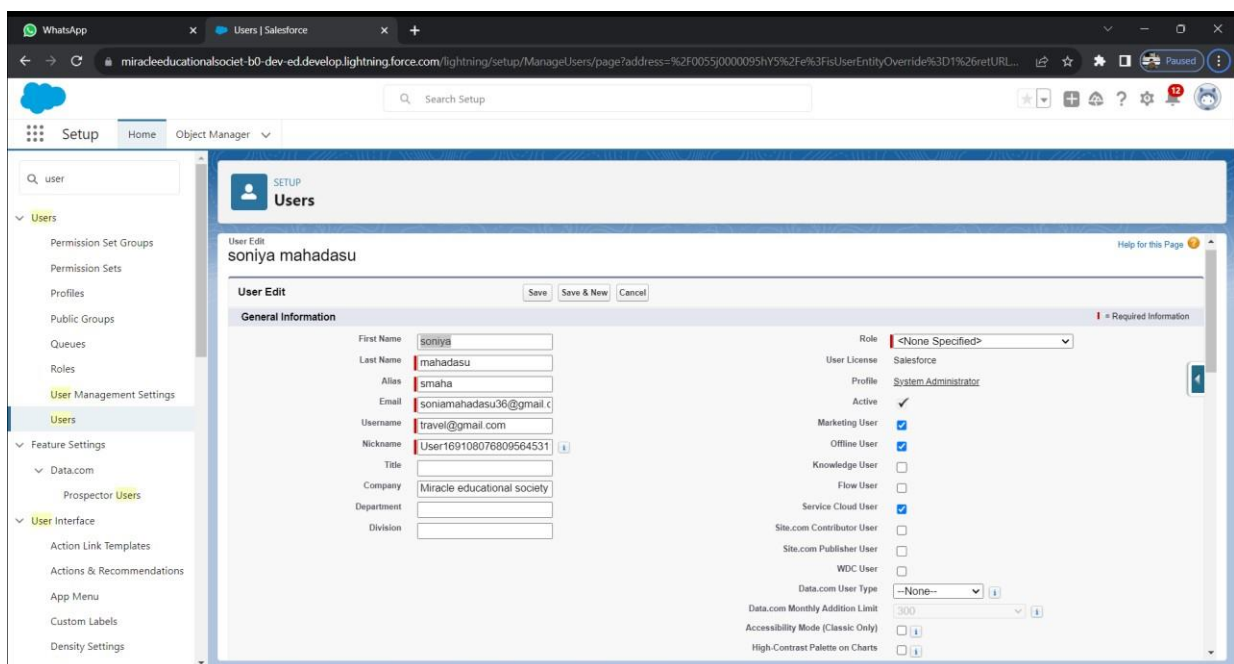 WhatsApp
Users | Salesforce
miracleeducationalsociet-b0-dev-ed.develop.lightning.force.com/lightning/setup/ManageUsers/page?address=%2F0055j0000095hY5%2Fe%3FisUserEntityOverride%3D1%26retURL...
Paused
Search Setup
12
Setup
Home
Object Manager
user
Users
Permission Set Groups
Permission Sets
Profiles
Public Groups
Queues
Roles
User Management Settings
Users
Feature Settings
Data.com
Prospector Users
User Interface
Action Link Templates
Actions & Recommendations
App Menu
Custom Labels
Density Settings
SETUP
Users
User Edit
soniya mahadasu
Help for this Page
User Edit
Save
Save & New
Cancel
General Information
= Required Information
First Name soniya
Last Name mahadasu
Alias smaha
Email soniamahadasu36@gmail.c
Username travel@gmail.com
Nickname User169108076809564531
Title
Company Miracle educational society
Department
Division
Role <None Specified>
User License Salesforce
Profile System Administrator
Active
Marketing User
Offline User
Knowledge User
Flow User
Service Cloud User
Site.com Contributor User
Site.com Publisher User
WDC User
Data.com User Type --None--
Data.com Monthly Addition Limit 300
Accessibility Mode (Classic Only)
High-Contrast Palette on Charts